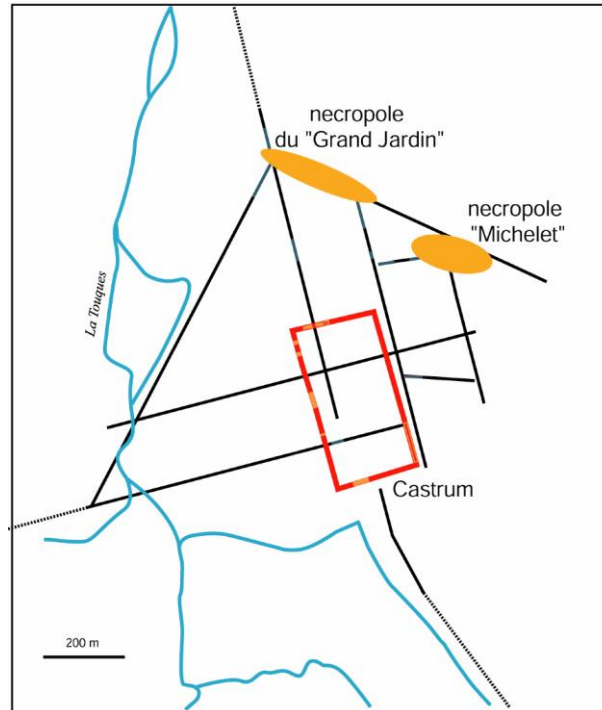 necropole
du "Grand Jardin"
necropole
"Michelet"
La Touques
Castrum
200 m